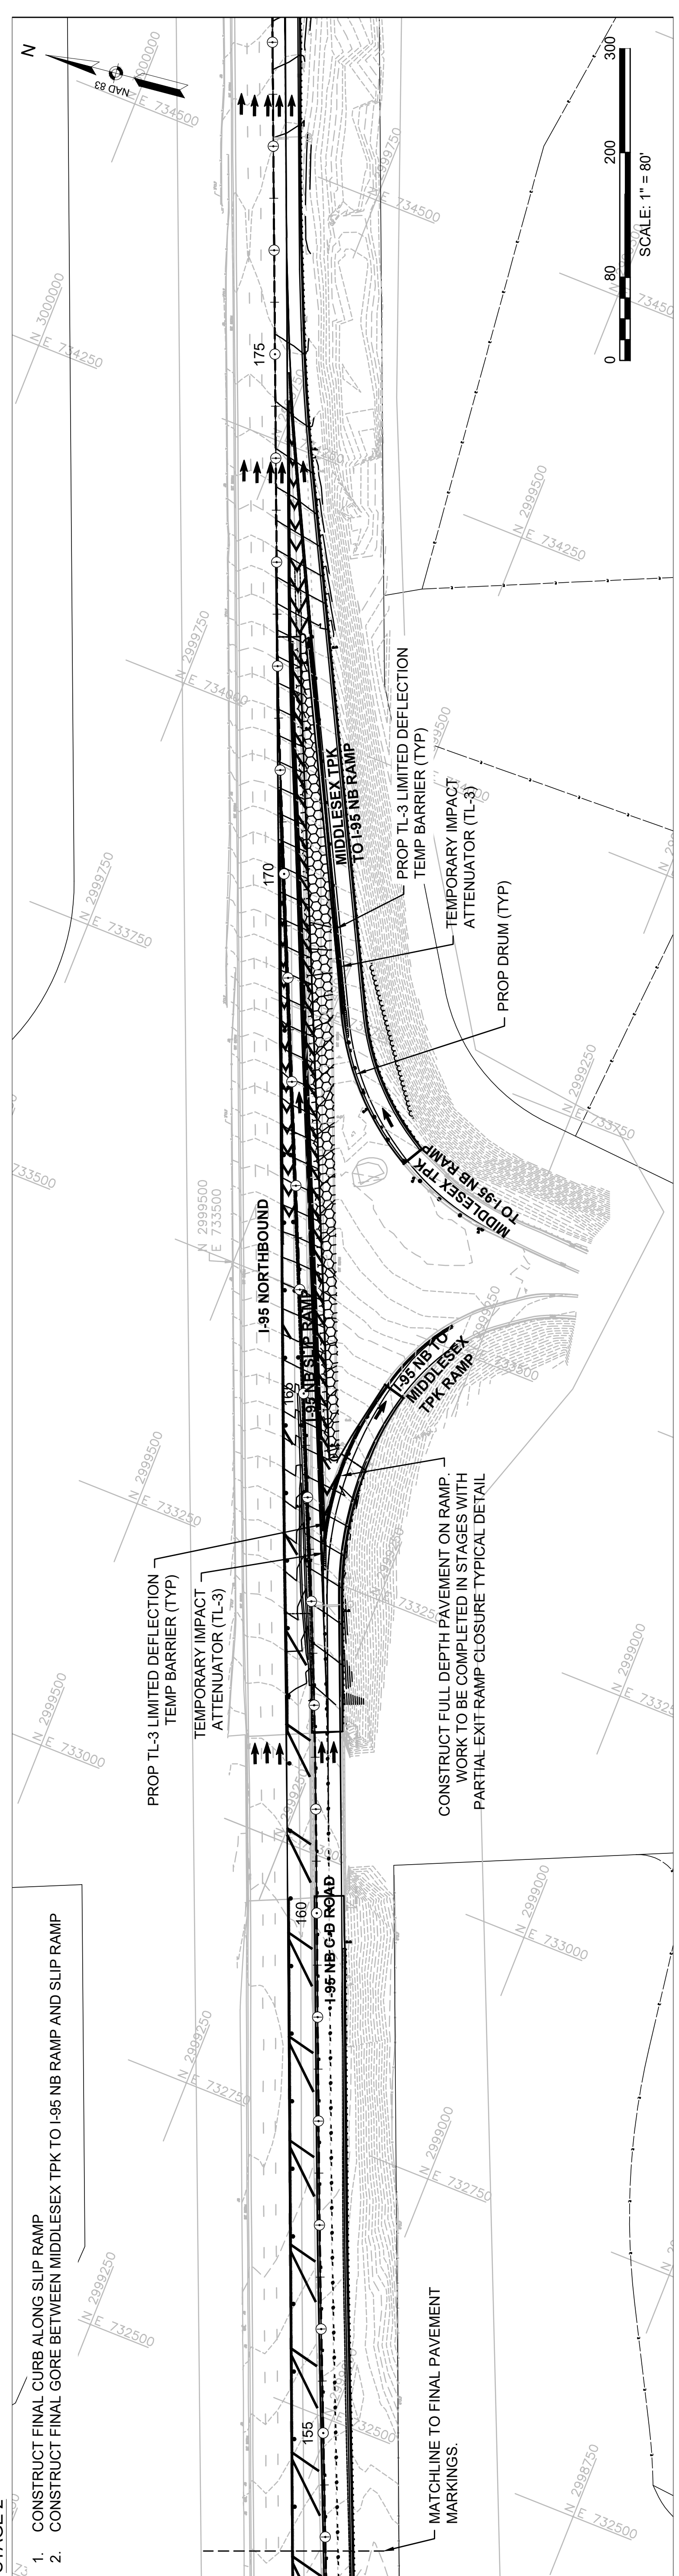 1. CONSTRUCT FINAL CURB ALONG SLIP RAMP
2. CONSTRUCT FINAL GORE BETWEEN MIDDLESEX TPK TO I-95 NB RAMP AND SLIP RAMP
N
NAD 83
MATCHLINE TO FINAL PAVEMENT
MARKINGS.
155
160
165
170
175
I-95 NB C-D ROAD
PROP TL-3 LIMITED DEFLECTION
TEMP BARRIER (TYP)
TEMPORARY IMPACT
ATTENUATOR (TL-3)
CONSTRUCT FULL DEPTH PAVEMENT ON RAMP.
WORK TO BE COMPLETED IN STAGES WITH
PARTIAL EXIT RAMP CLOSURE TYPICAL DETAIL
I-95 NB TO
MIDDLESEX
TPK RAMP
I-95 NB SLIP RAMP
I-95 NORTHBOUND
MIDDLESEX TPK
TO I-95 NB RAMP
PROP DRUM (TYP)
TEMPORARY IMPACT
ATTENUATOR (TL-3)
PROP TL-3 LIMITED DEFLECTION
TEMP BARRIER (TYP)
MIDDLESEX TPK
TO I-95 NB RAMP
0 80 200 300
SCALE: 1" = 80'
N 2999250
E 732500
N 2999250
E 732750
N 2999500
E 733000
N 2999500
E 733250
N 2999500
E 733500
N 2999750
E 733750
N 2999750
N 3000000
E 734250
E 734500
N 2999750
E 734500
N 2999500
E 734250
N 2999250
E 733750
N 2999000
N 2999000
E 733000
N 2999000
E 732750
N 2998750
E 732500